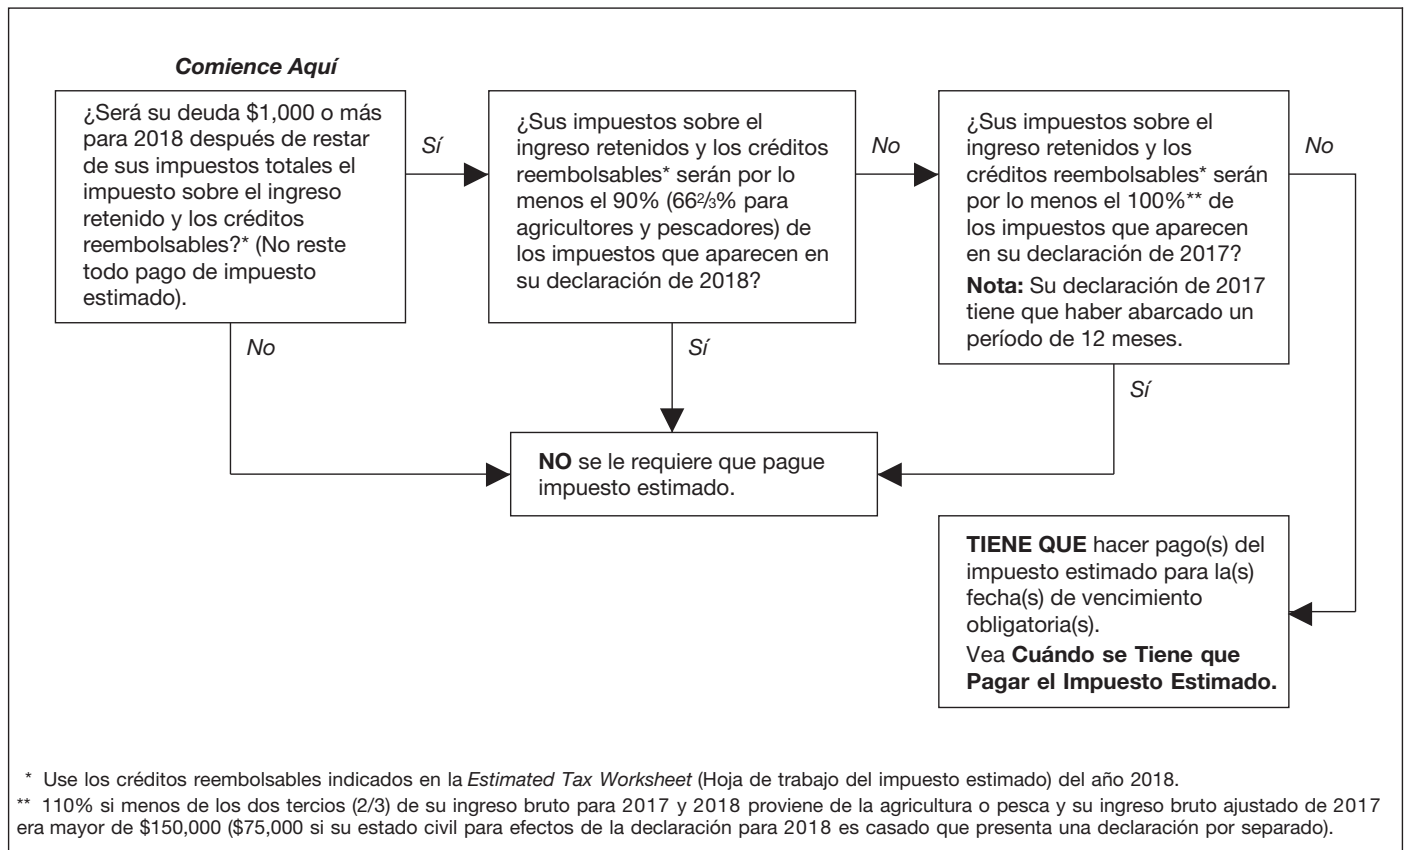 Comience Aquí
¿Será su deuda $1,000 o más
para 2018 después de restar
de sus impuestos totales el
impuesto sobre el ingreso
retenido y los créditos
reembolsables?* (No reste
todo pago de impuesto
estimado).
Sí
No
¿Sus impuestos sobre el
ingreso retenidos y los créditos
reembolsables* serán por lo
menos el 90% (66⅔% para
agricultores y pescadores) de
los impuestos que aparecen en
su declaración de 2018?
No
Sí
¿Sus impuestos sobre el
ingreso retenidos y los
créditos reembolsables* serán
por lo menos el 100%** de
los impuestos que aparecen
en su declaración de 2017?
Nota: Su declaración de 2017
tiene que haber abarcado un
período de 12 meses.
No
Sí
NO se le requiere que pague
impuesto estimado.
TIENE QUE hacer pago(s) del
impuesto estimado para la(s)
fecha(s) de vencimiento
obligatoria(s).
Vea Cuándo se Tiene que
Pagar el Impuesto Estimado.
* Use los créditos reembolsables indicados en la Estimated Tax Worksheet (Hoja de trabajo del impuesto estimado) del año 2018.
** 110% si menos de los dos tercios (2/3) de su ingreso bruto para 2017 y 2018 proviene de la agricultura o pesca y su ingreso bruto ajustado de 2017
era mayor de $150,000 ($75,000 si su estado civil para efectos de la declaración para 2018 es casado que presenta una declaración por separado).